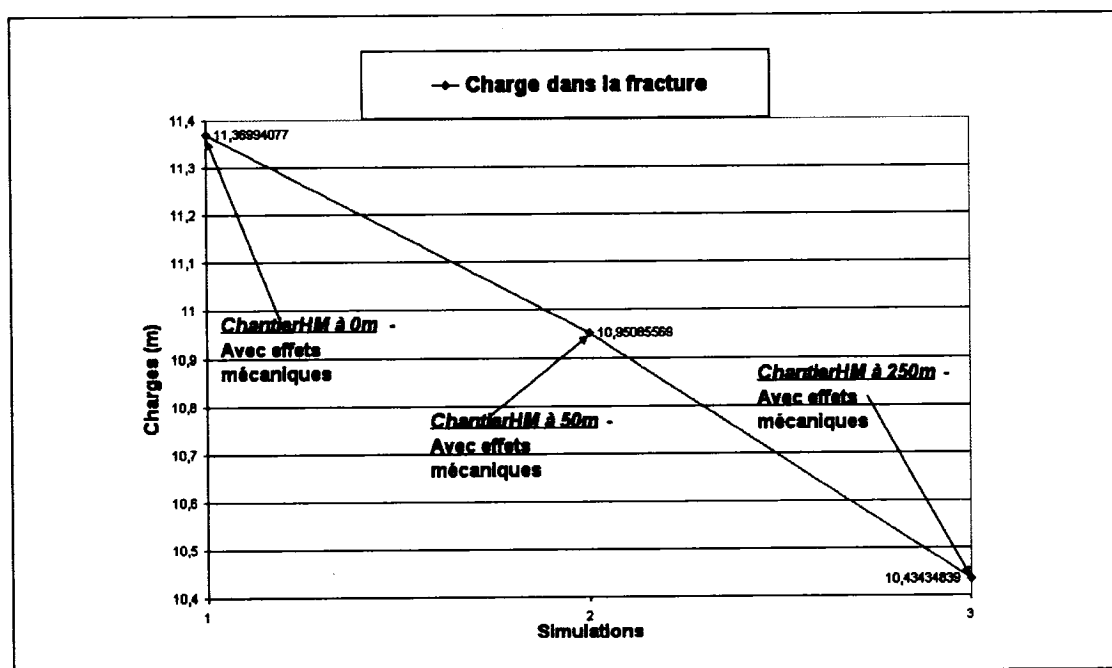 Charge dans la fracture
11,4
11,3
11,2
11,1
11
10,9
10,8
10,7
10,6
10,5
10,4
Charges (m)
11,36994077
ChantierHM à 0m -
Avec effets
mécaniques
10,95085568
ChantierHM à 50m -
Avec effets
mécaniques
ChantierHM à 250m -
Avec effets
mécaniques
10,43434839
1
2
3
Simulations